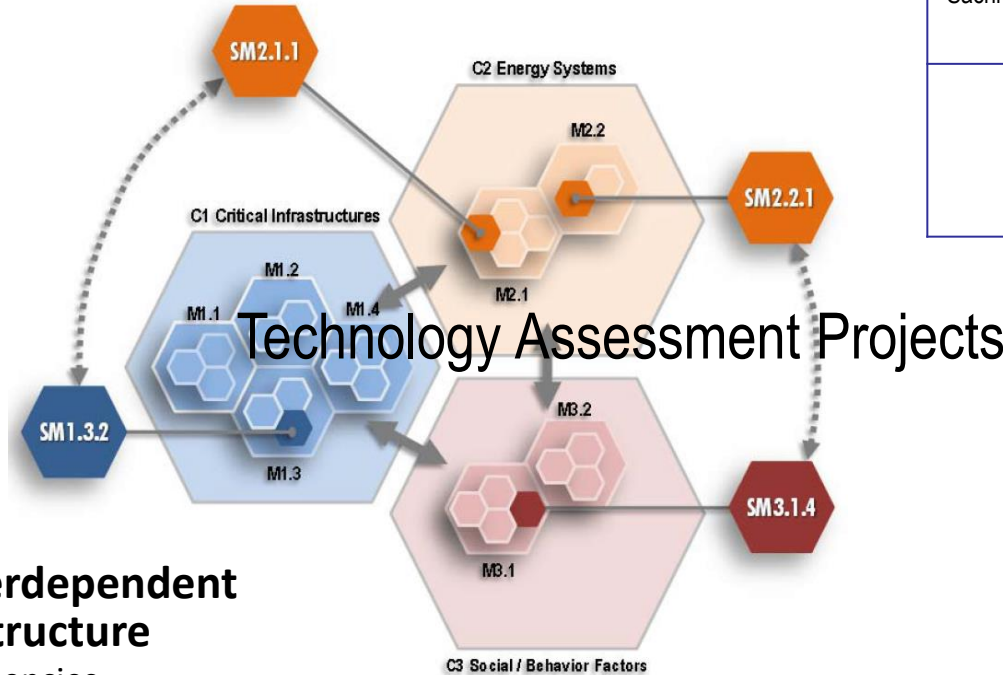 SM2.1.1
C2 Energy Systems
M2.2
SM2.2.1
C1 Critical Infrastructures
M1.2
M1.1
M1.4
M2.1
Technology Assessment Projects
SM1.3.2
M1.3
M3.2
SM3.1.4
M3.1
erdependent
tructure
C3 Social / Behavior Factors